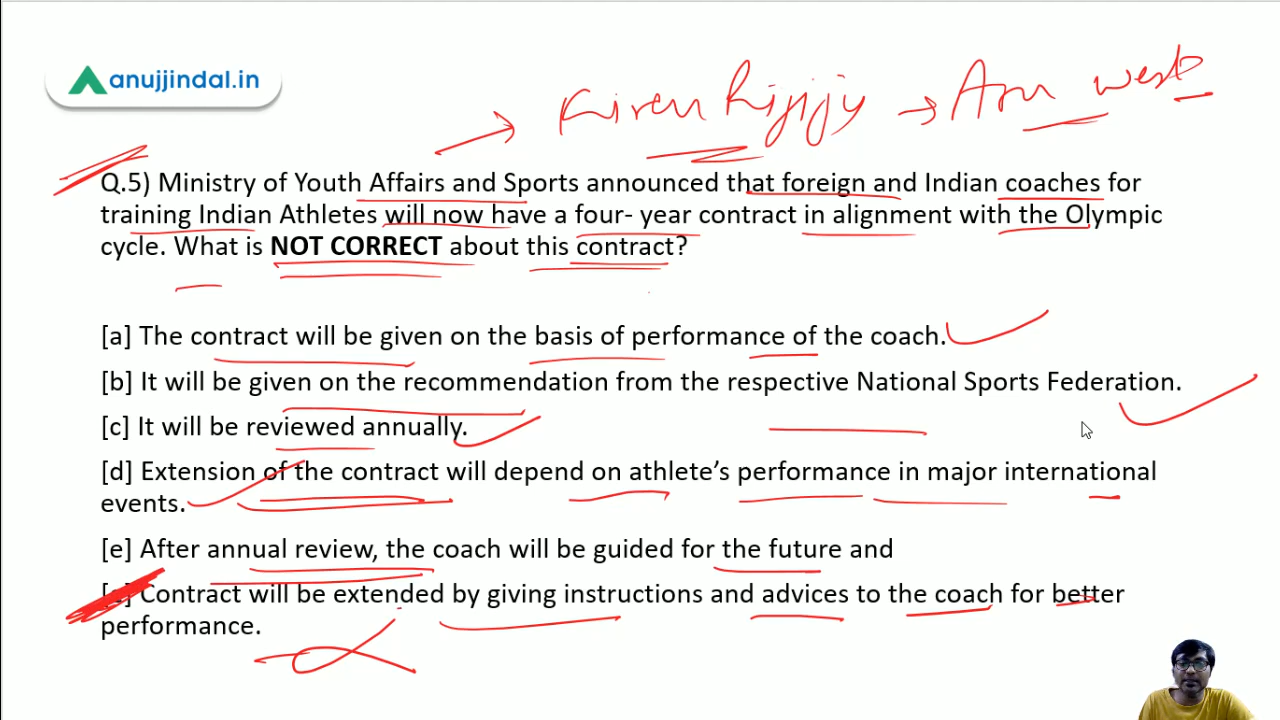 anujjindal.in
→ Kiren Rijijy → Aru west
Q.5) Ministry of Youth Affairs and Sports announced that foreign and Indian coaches for
training Indian Athletes will now have a four- year contract in alignment with the Olympic
cycle. What is NOT CORRECT about this contract?
[a] The contract will be given on the basis of performance of the coach.
[b] It will be given on the recommendation from the respective National Sports Federation.
[c] It will be reviewed annually.
[d] Extension of the contract will depend on athlete's performance in major international
events.
[e] After annual review, the coach will be guided for the future and
Contract will be extended by giving instructions and advices to the coach for better
performance.